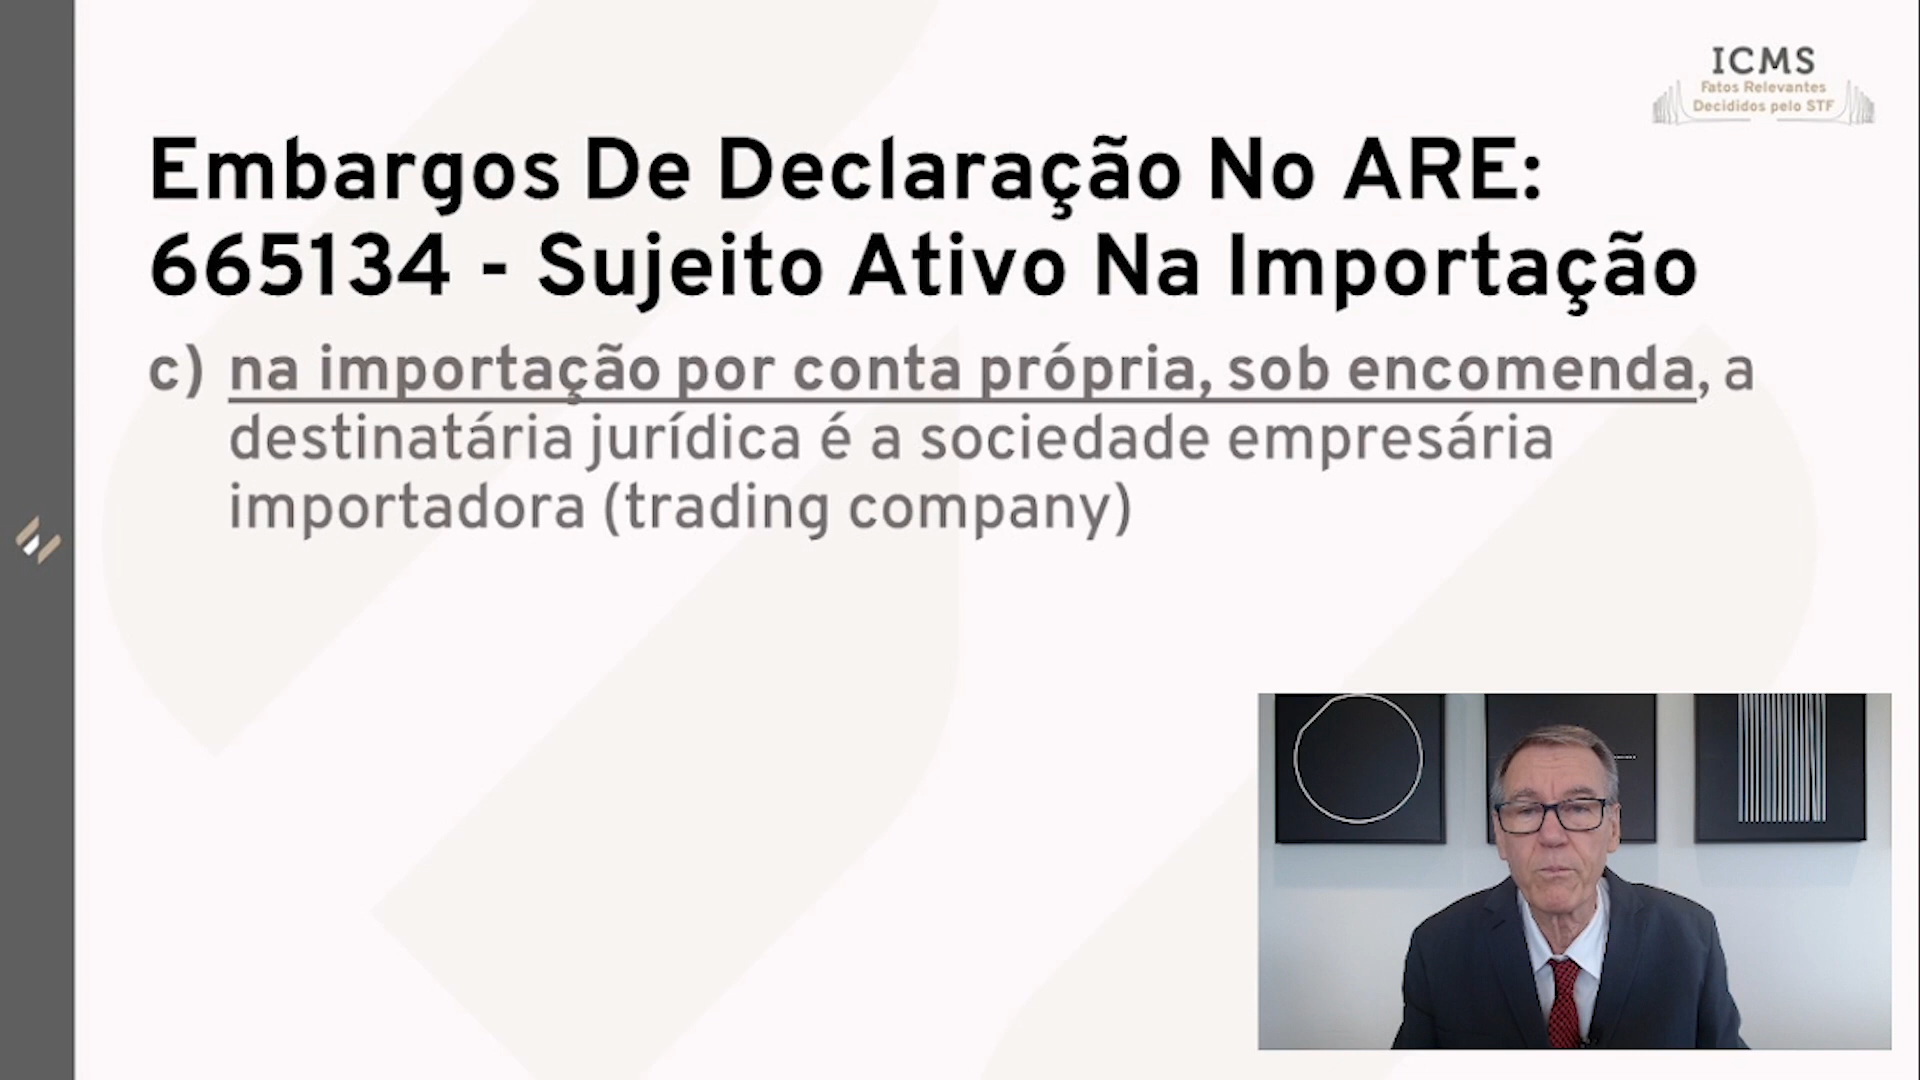 ICMS
Fatos Relevantes
Decididos pelo STF
Embargos De Declaração No ARE:
665134 - Sujeito Ativo Na Importação
c) na importação por conta própria, sob encomenda, a
destinatária jurídica é a sociedade empresária
importadora (trading company)